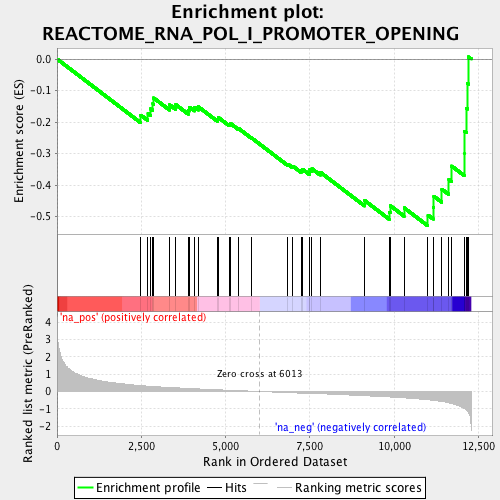 Enrichment plot:
REACTOME_RNA_POL_I_PROMOTER_OPENING
Enrichment score (ES)
0.0
-0.1
-0.2
-0.3
-0.4
-0.5
'na_pos' (positively correlated)
Ranked list metric (PreRanked)
4
3
2
1
0
-1
-2
Zero cross at 6013
'na_neg' (negatively correlated)
0
2,500
5,000
7,500
10,000
12,500
Rank in Ordered Dataset
Enrichment profile
Hits
Ranking metric scores